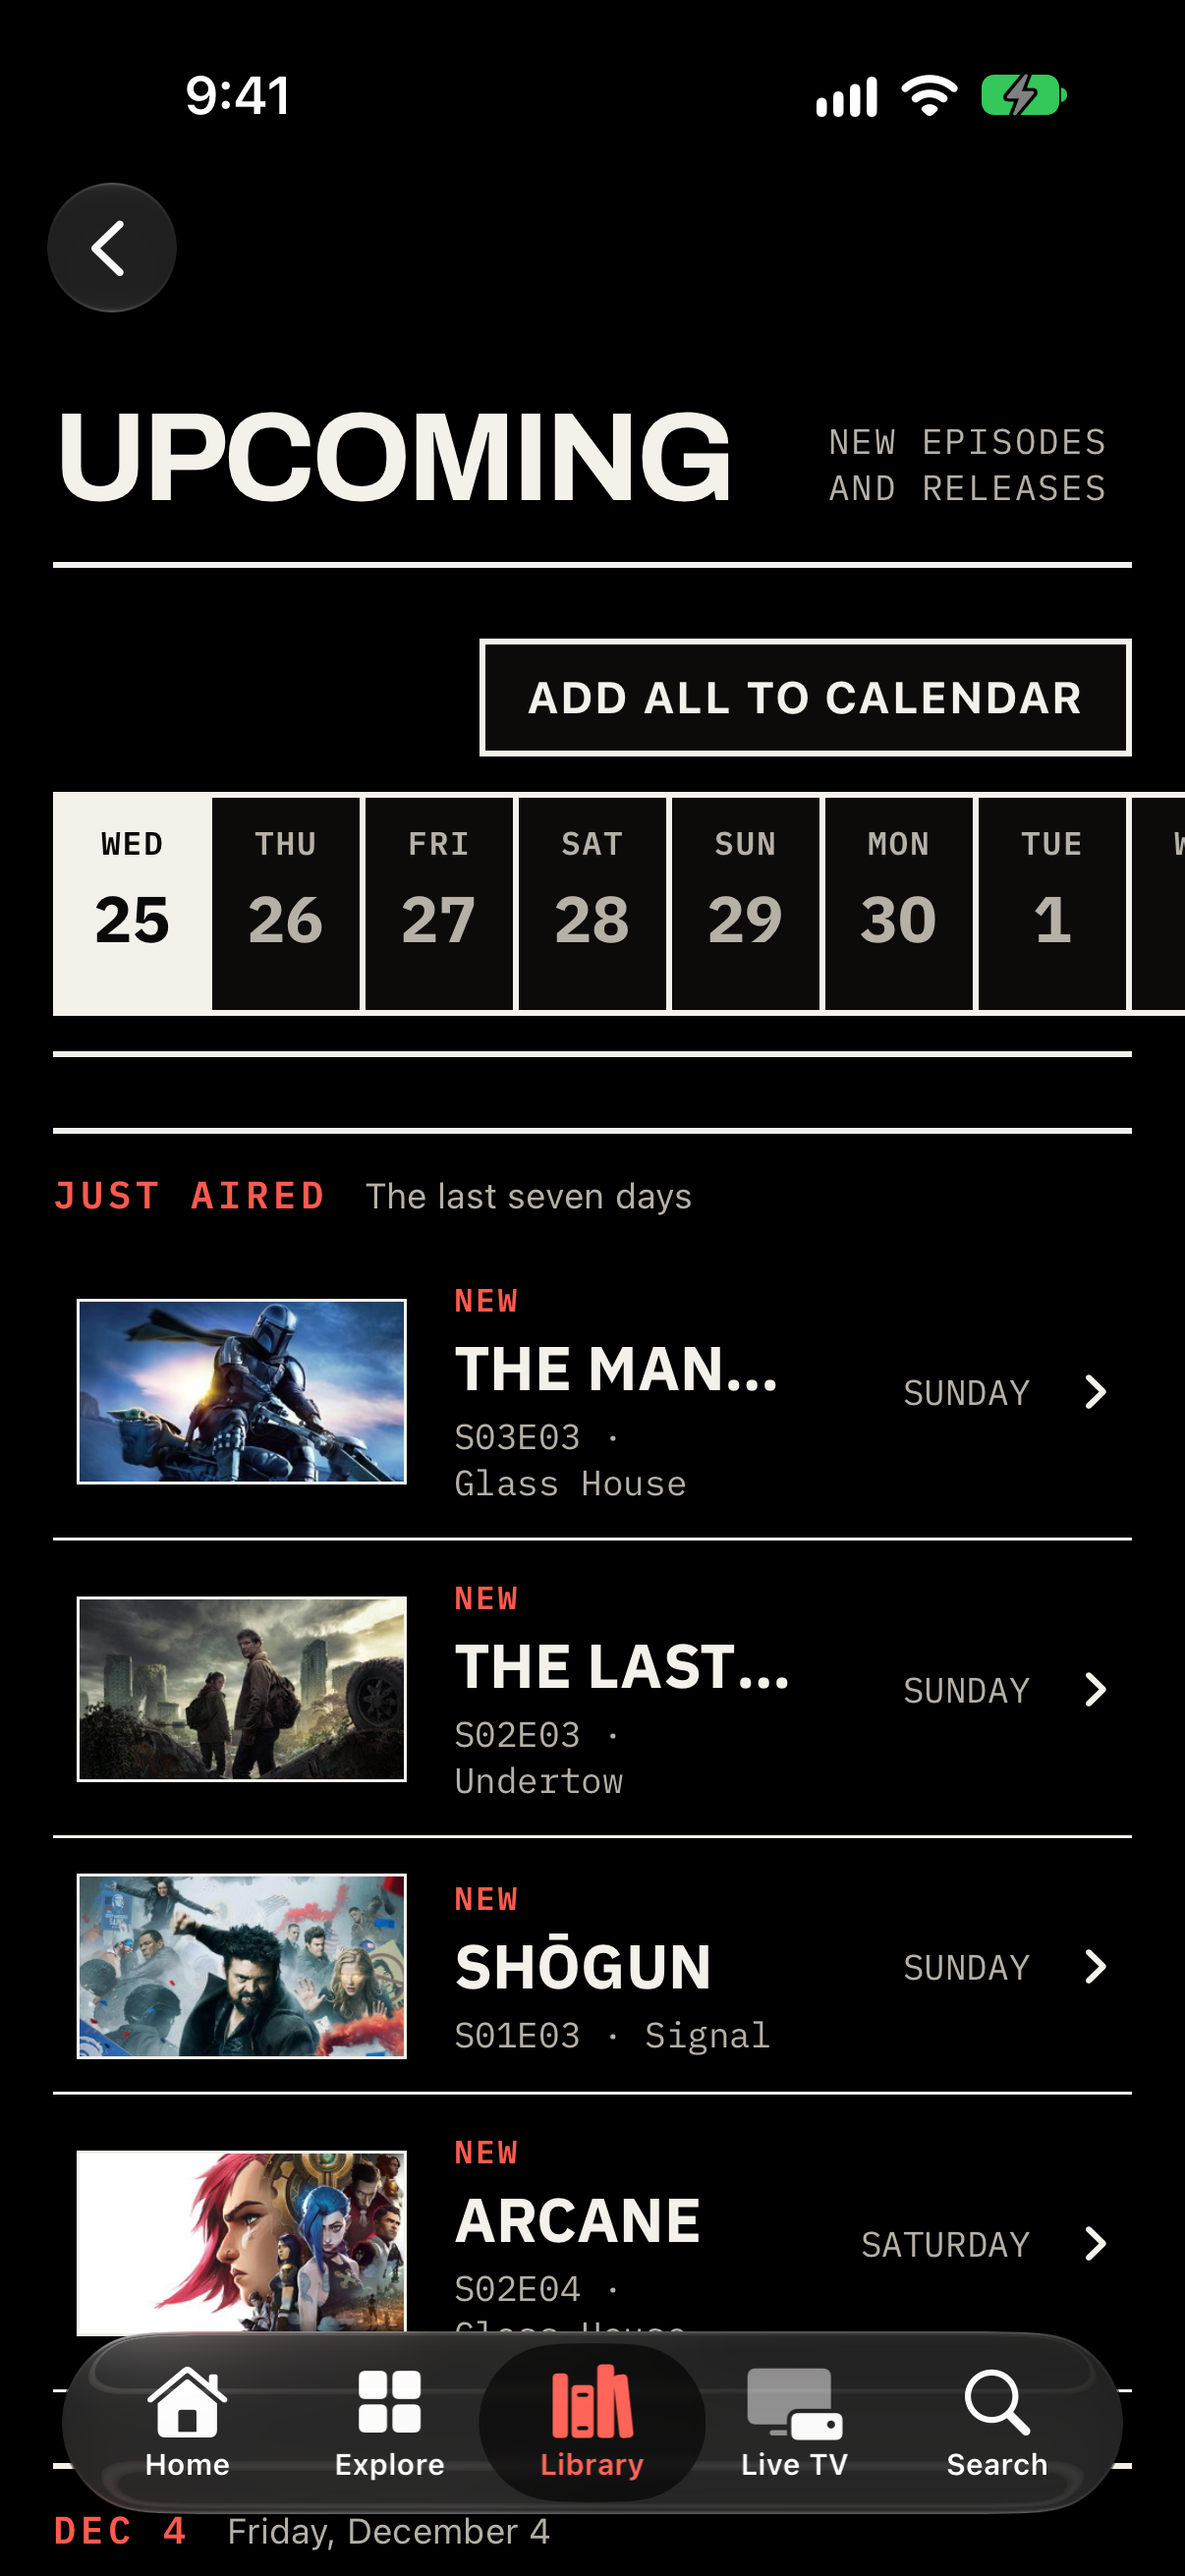 9:41
UPCOMING
NEW EPISODES
AND RELEASES
ADD ALL TO CALENDAR
WED THU FRI SAT SUN MON TUE
25 26 27 28 29 30 1
JUST AIRED The last seven days
NEW
THE MAN...
S03E03 ·
Glass House
SUNDAY
NEW
THE LAST...
S02E03 ·
Undertow
SUNDAY
NEW
SHŌGUN
S01E03 · Signal
SUNDAY
NEW
ARCANE
S02E04 ·
Glass House
SATURDAY
Home Explore Library Live TV Search
DEC 4 Friday, December 4